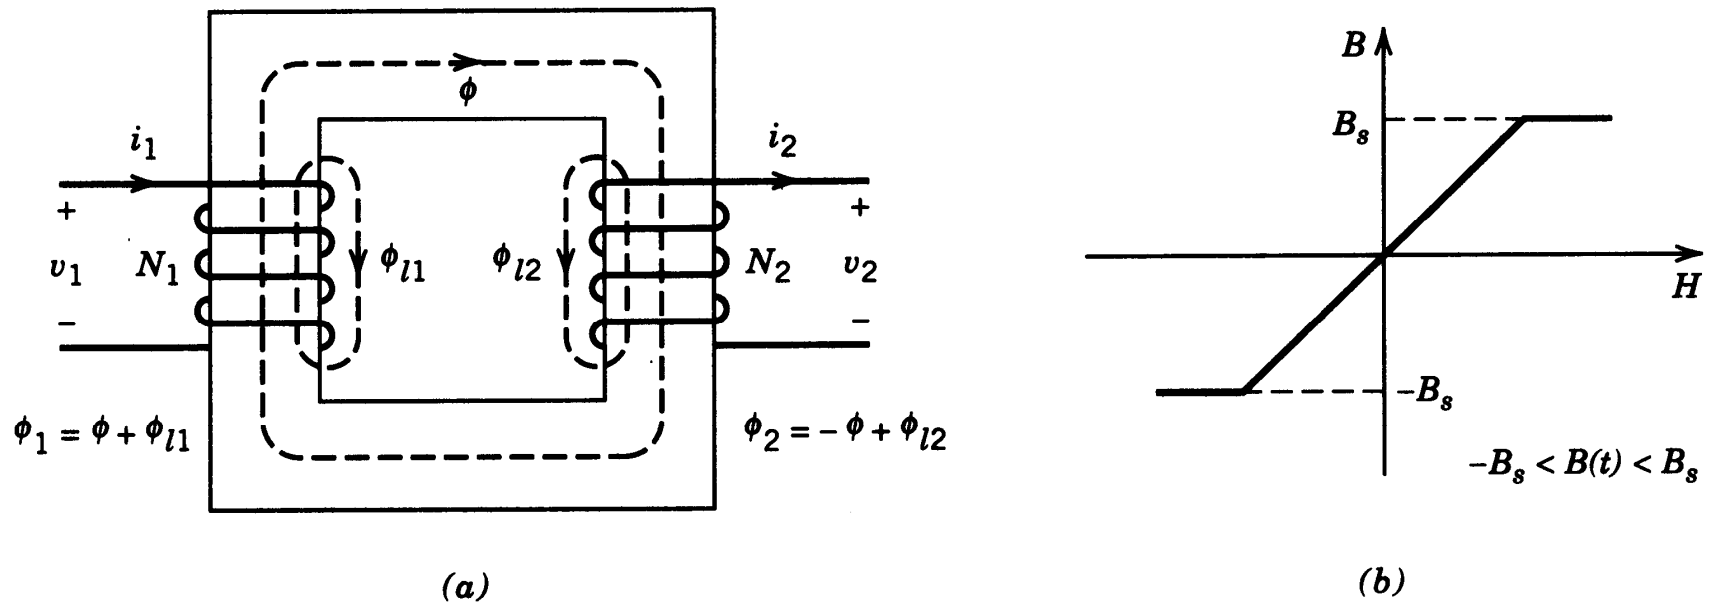 ϕ
i₁
i₂
+
+
v₁
N₁
ϕₗ₁
ϕₗ₂
N₂
v₂
−
−
ϕ₁ = ϕ + ϕₗ₁
ϕ₂ = − ϕ + ϕₗ₂
(a)
B
Bₛ
H
−Bₛ
−Bₛ < B(t) < Bₛ
(b)